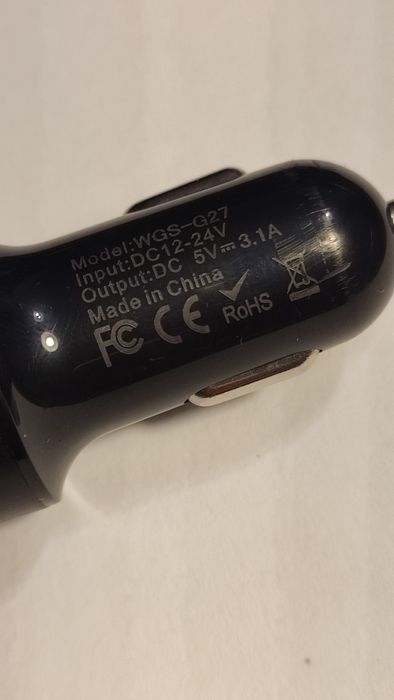 Model:WGS-G27
Input:DC12-24V
Output:DC 5V⎓3.1A
Made in China
FC CE RoHS